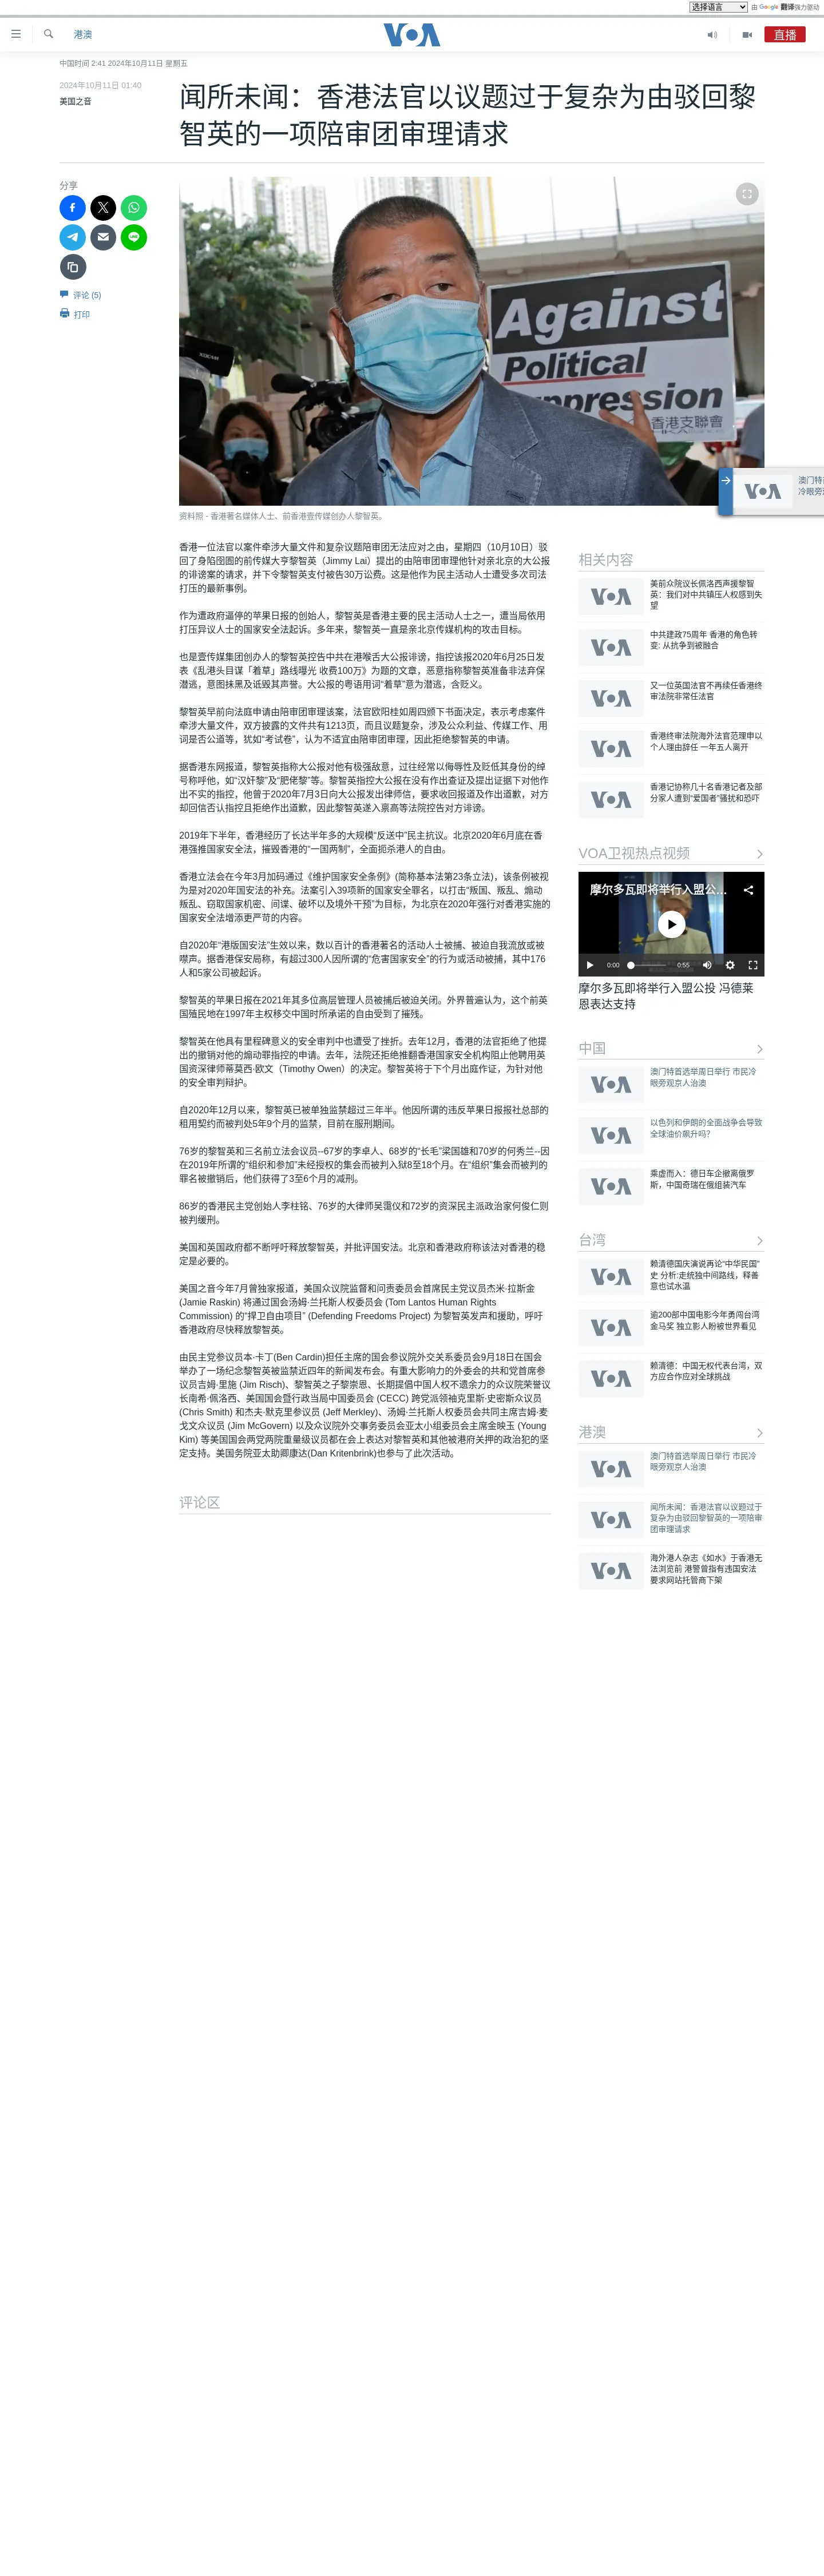 选择语言 由 Google 翻译强力驱动
港澳
VOA
直播
中国时间 2:41 2024年10月11日 星期五
2024年10月11日 01:40
美国之音
闻所未闻：香港法官以议题过于复杂为由驳回黎
智英的一项陪审团审理请求
分享
评论 (5)
打印
Against
Political
香港支聯會
资料照 - 香港著名媒体人士、前香港壹传媒创办人黎智英。
香港一位法官以案件牵涉大量文件和复杂议题陪审团无法应对之由，星期四（10月10日）驳
回了身陷囹圄的前传媒大亨黎智英（Jimmy Lai）提出的由陪审团审理他针对亲北京的大公报
的诽谤案的请求，并下令黎智英支付被告30万讼费。这是他作为民主活动人士遭受多次司法
打压的最新事例。
作为遭政府逼停的苹果日报的创始人，黎智英是香港主要的民主活动人士之一，遭当局依用
打压异议人士的国家安全法起诉。多年来，黎智英一直是亲北京传媒机构的攻击目标。
也是壹传媒集团创办人的黎智英控告中共在港喉舌大公报诽谤，指控该报2020年6月25日发
表《乱港头目谋「着草」路线曝光 收费100万》为题的文章，恶意指称黎智英准备非法弃保
潜逃，意图抹黑及诋毁其声誉。大公报的粤语用词“着草”意为潜逃，含贬义。
黎智英早前向法庭申请由陪审团审理该案，法官欧阳桂如周四颁下书面决定，表示考虑案件
牵涉大量文件，双方披露的文件共有1213页，而且议题复杂，涉及公众利益、传媒工作、用
词是否公道等，犹如“考试卷”，认为不适宜由陪审团审理，因此拒绝黎智英的申请。
据香港东网报道，黎智英指称大公报对他有极强敌意，过往经常以侮辱性及贬低其身份的绰
号称呼他，如“汉奸黎”及“肥佬黎”等。黎智英指控大公报在没有作出查证及提出证据下对他作
出不实的指控，他曾于2020年7月3日向大公报发出律师信，要求收回报道及作出道歉，对方
却回信否认指控且拒绝作出道歉，因此黎智英遂入禀高等法院控告对方诽谤。
2019年下半年，香港经历了长达半年多的大规模“反送中”民主抗议。北京2020年6月底在香
港强推国家安全法，摧毁香港的“一国两制”，全面扼杀港人的自由。
香港立法会在今年3月加码通过《维护国家安全条例》(简称基本法第23条立法)，该条例被视
为是对2020年国安法的补充。法案引入39项新的国家安全罪名，以打击“叛国、叛乱、煽动
叛乱、窃取国家机密、间谍、破坏以及境外干预”为目标，为北京在2020年强行对香港实施的
国家安全法增添更严苛的内容。
自2020年“港版国安法”生效以来，数以百计的香港著名的活动人士被捕、被迫自我流放或被
噤声。据香港保安局称，有超过300人因所谓的“危害国家安全”的行为或活动被捕，其中176
人和5家公司被起诉。
黎智英的苹果日报在2021年其多位高层管理人员被捕后被迫关闭。外界普遍认为，这个前英
国殖民地在1997年主权移交中国时所承诺的自由受到了摧残。
黎智英在他具有里程碑意义的安全审判中也遭受了挫折。去年12月，香港的法官拒绝了他提
出的撤销对他的煽动罪指控的申请。去年，法院还拒绝推翻香港国家安全机构阻止他聘用英
国资深律师蒂莫西·欧文（Timothy Owen）的决定。黎智英将于下个月出庭作证，为针对他
的安全审判辩护。
自2020年12月以来，黎智英已被单独监禁超过三年半。他因所谓的违反苹果日报报社总部的
租用契约而被判处5年9个月的监禁，目前在服刑期间。
76岁的黎智英和三名前立法会议员--67岁的李卓人、68岁的“长毛”梁国雄和70岁的何秀兰--因
在2019年所谓的“组织和参加”未经授权的集会而被判入狱8至18个月。在“组织”集会而被判的
罪名被撤销后，他们获得了3至6个月的减刑。
86岁的香港民主党创始人李柱铭、76岁的大律师吴霭仪和72岁的资深民主派政治家何俊仁则
被判缓刑。
美国和英国政府都不断呼吁释放黎智英，并批评国安法。北京和香港政府称该法对香港的稳
定是必要的。
美国之音今年7月曾独家报道，美国众议院监督和问责委员会首席民主党议员杰米·拉斯金
(Jamie Raskin) 将通过国会汤姆·兰托斯人权委员会 (Tom Lantos Human Rights
Commission) 的“捍卫自由项目” (Defending Freedoms Project) 为黎智英发声和援助，呼吁
香港政府尽快释放黎智英。
由民主党参议员本·卡丁(Ben Cardin)担任主席的国会参议院外交关系委员会9月18日在国会
举办了一场纪念黎智英被监禁近四年的新闻发布会。有重大影响力的外委会的共和党首席参
议员吉姆·里施 (Jim Risch)、黎智英之子黎崇恩、长期提倡中国人权不遗余力的众议院荣誉议
长南希·佩洛西、美国国会暨行政当局中国委员会 (CECC) 跨党派领袖克里斯·史密斯众议员
(Chris Smith) 和杰夫·默克里参议员 (Jeff Merkley)、汤姆·兰托斯人权委员会共同主席吉姆·麦
戈文众议员 (Jim McGovern) 以及众议院外交事务委员会亚太小组委员会主席金映玉 (Young
Kim) 等美国国会两党两院重量级议员都在会上表达对黎智英和其他被港府关押的政治犯的坚
定支持。美国务院亚太助卿康达(Dan Kritenbrink)也参与了此次活动。
评论区
VOA
澳门特
冷眼旁
相关内容
VOA
美前众院议长佩洛西声援黎智
英：我们对中共镇压人权感到失
望
VOA
中共建政75周年 香港的角色转
变: 从抗争到被融合
VOA
又一位英国法官不再续任香港终
审法院非常任法官
VOA
香港终审法院海外法官范理申以
个人理由辞任 一年五人离开
VOA
香港记协称几十名香港记者及部
分家人遭到“爱国者”骚扰和恐吓
VOA卫视热点视频
摩尔多瓦即将举行入盟公…
0:00
0:55
摩尔多瓦即将举行入盟公投 冯德莱
恩表达支持
中国
VOA
澳门特首选举周日举行 市民冷
眼旁观京人治澳
VOA
以色列和伊朗的全面战争会导致
全球油价飙升吗？
VOA
乘虚而入：德日车企撤离俄罗
斯，中国奇瑞在俄组装汽车
台湾
VOA
赖清德国庆演说再论“中华民国”
史 分析:走统独中间路线，释善
意也试水温
VOA
逾200部中国电影今年勇闯台湾
金马奖 独立影人盼被世界看见
VOA
赖清德：中国无权代表台湾，双
方应合作应对全球挑战
港澳
VOA
澳门特首选举周日举行 市民冷
眼旁观京人治澳
VOA
闻所未闻：香港法官以议题过于
复杂为由驳回黎智英的一项陪审
团审理请求
VOA
海外港人杂志《如水》于香港无
法浏览前 港警曾指有违国安法
要求网站托管商下架